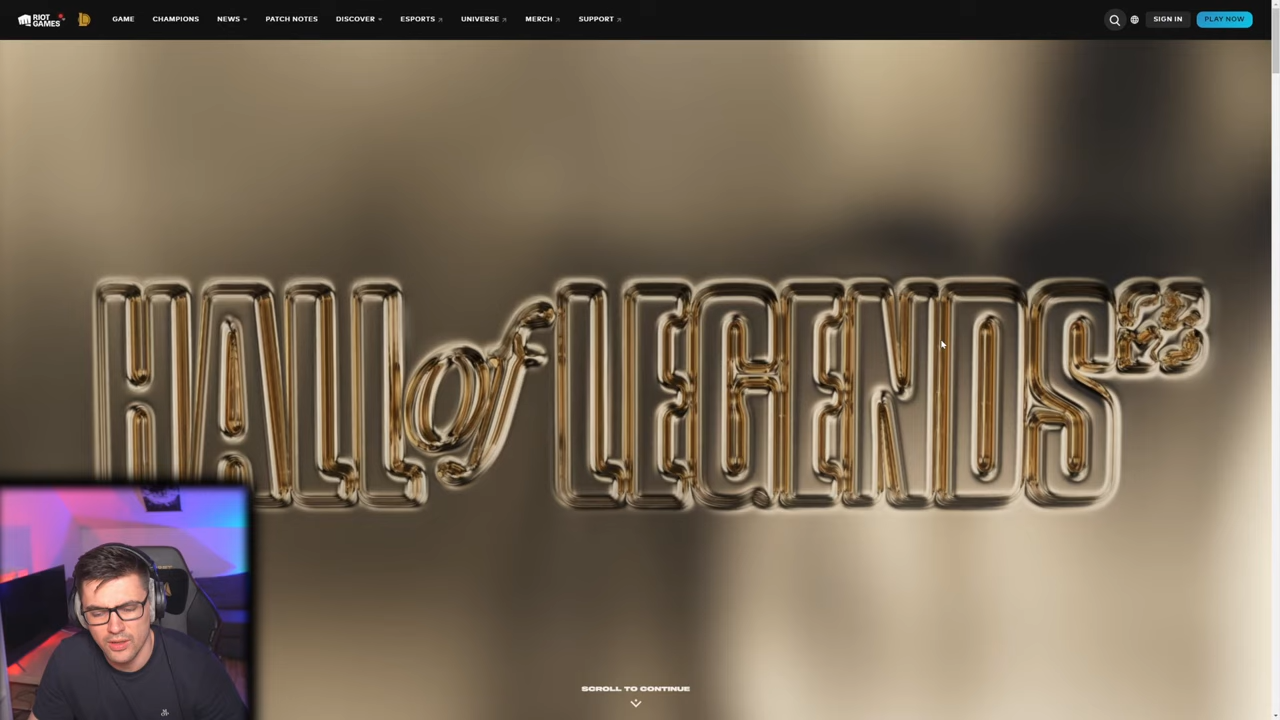 RIOT GAMES
GAME CHAMPIONS NEWS PATCH NOTES DISCOVER ESPORTS UNIVERSE MERCH SUPPORT
SIGN IN PLAY NOW
HALL of LEGENDS
SCROLL TO CONTINUE